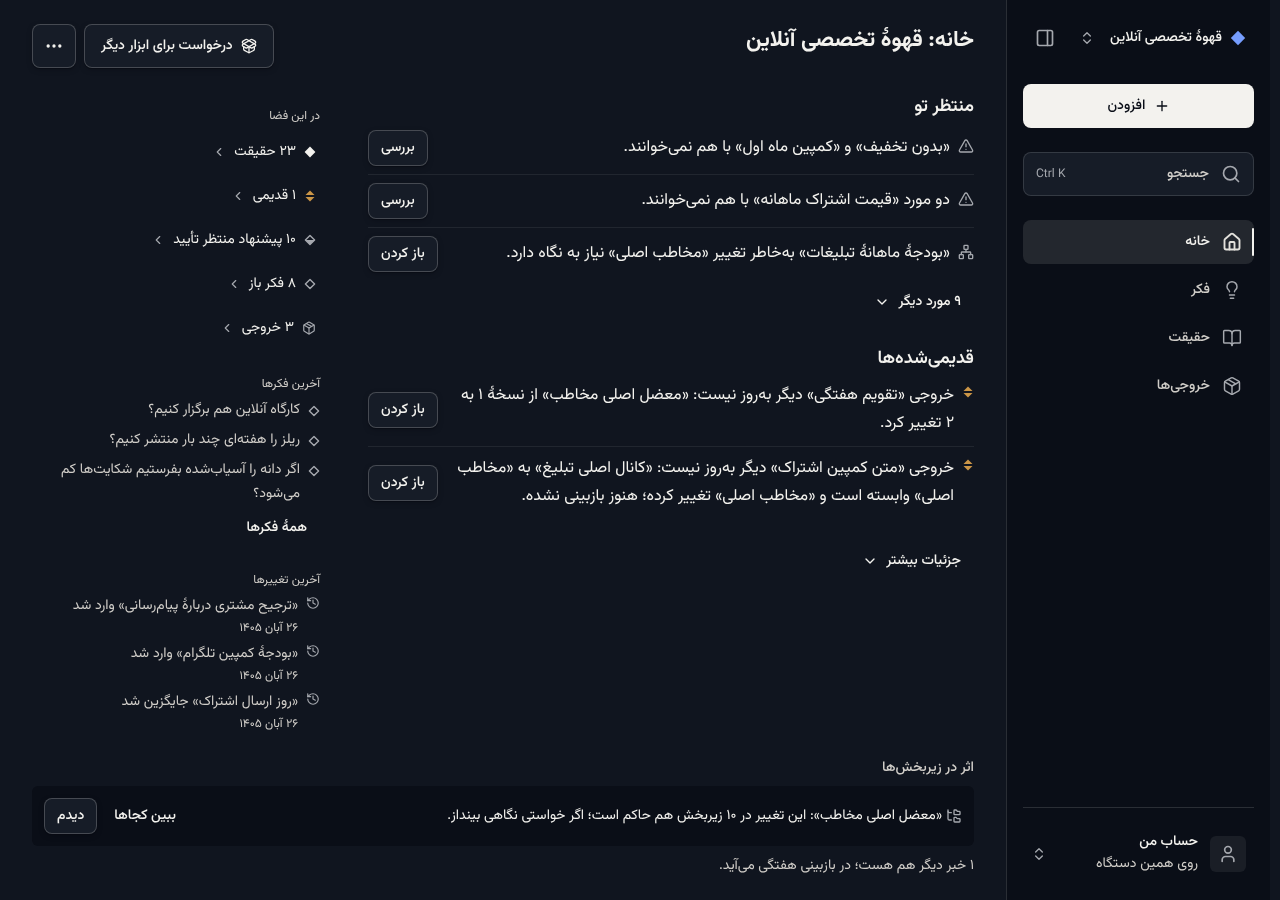 قهوهٔ تخصصی آنلاین
افزودن
جستجو
Ctrl K
خانه
فکر
حقیقت
خروجی‌ها
حساب من
روی همین دستگاه
خانه: قهوهٔ تخصصی آنلاین
درخواست برای ابزار دیگر
منتظر تو
«بدون تخفیف» و «کمپین ماه اول» با هم نمی‌خوانند.
بررسی
دو مورد «قیمت اشتراک ماهانه» با هم نمی‌خوانند.
بررسی
«بودجهٔ ماهانهٔ تبلیغات» به‌خاطر تغییر «مخاطب اصلی» نیاز به نگاه دارد.
باز کردن
۹ مورد دیگر
قدیمی‌شده‌ها
خروجی «تقویم هفتگی» دیگر به‌روز نیست: «معضل اصلی مخاطب» از نسخهٔ ۱ به
۲ تغییر کرد.
باز کردن
خروجی «متن کمپین اشتراک» دیگر به‌روز نیست: «کانال اصلی تبلیغ» به «مخاطب
اصلی» وابسته است و «مخاطب اصلی» تغییر کرده؛ هنوز بازبینی نشده.
باز کردن
جزئیات بیشتر
در این فضا
۲۳ حقیقت
۱ قدیمی
۱۰ پیشنهاد منتظر تأیید
۸ فکر باز
۳ خروجی
آخرین فکرها
کارگاه آنلاین هم برگزار کنیم؟
ریلز را هفته‌ای چند بار منتشر کنیم؟
اگر دانه را آسیاب‌شده بفرستیم شکایت‌ها کم
می‌شود؟
همهٔ فکرها
آخرین تغییرها
«ترجیح مشتری دربارهٔ پیام‌رسانی» وارد شد
۲۶ آبان ۱۴۰۵
«بودجهٔ کمپین تلگرام» وارد شد
۲۶ آبان ۱۴۰۵
«روز ارسال اشتراک» جایگزین شد
۲۶ آبان ۱۴۰۵
اثر در زیربخش‌ها
«معضل اصلی مخاطب»: این تغییر در ۱۰ زیربخش هم حاکم است؛ اگر خواستی نگاهی بینداز.
ببین کجاها
دیدم
۱ خبر دیگر هم هست؛ در بازبینی هفتگی می‌آید.